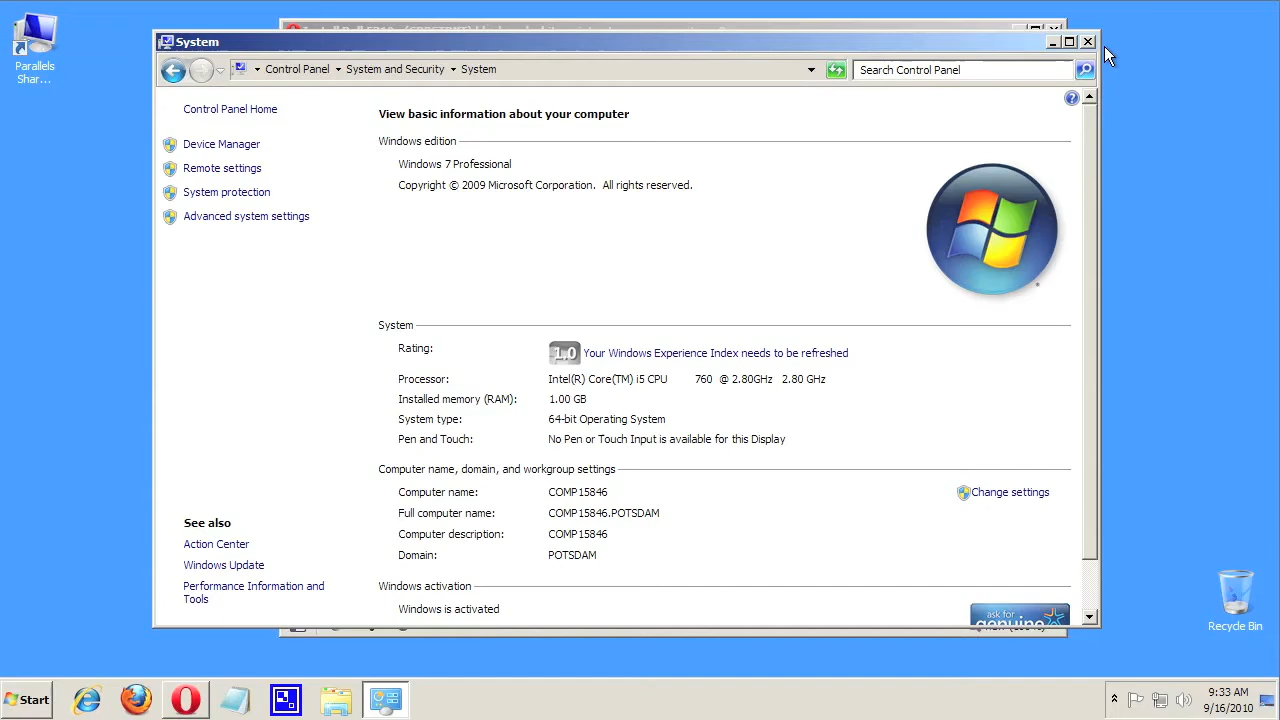 Parallels
Shar...
System
Control Panel
System and Security
System
Search Control Panel
Control Panel Home
Device Manager
Remote settings
System protection
Advanced system settings
See also
Action Center
Windows Update
Performance Information and
Tools
View basic information about your computer
Windows edition
Windows 7 Professional
Copyright © 2009 Microsoft Corporation. All rights reserved.
System
Rating:
1.0 Your Windows Experience Index needs to be refreshed
Processor: Intel(R) Core(TM) i5 CPU 760 @ 2.80GHz 2.80 GHz
Installed memory (RAM): 1.00 GB
System type: 64-bit Operating System
Pen and Touch: No Pen or Touch Input is available for this Display
Computer name, domain, and workgroup settings
Computer name: COMP15846
Change settings
Full computer name: COMP15846.POTSDAM
Computer description: COMP15846
Domain: POTSDAM
Windows activation
Windows is activated
ask for
genuine
Recycle Bin
Start
9:33 AM
9/16/2010